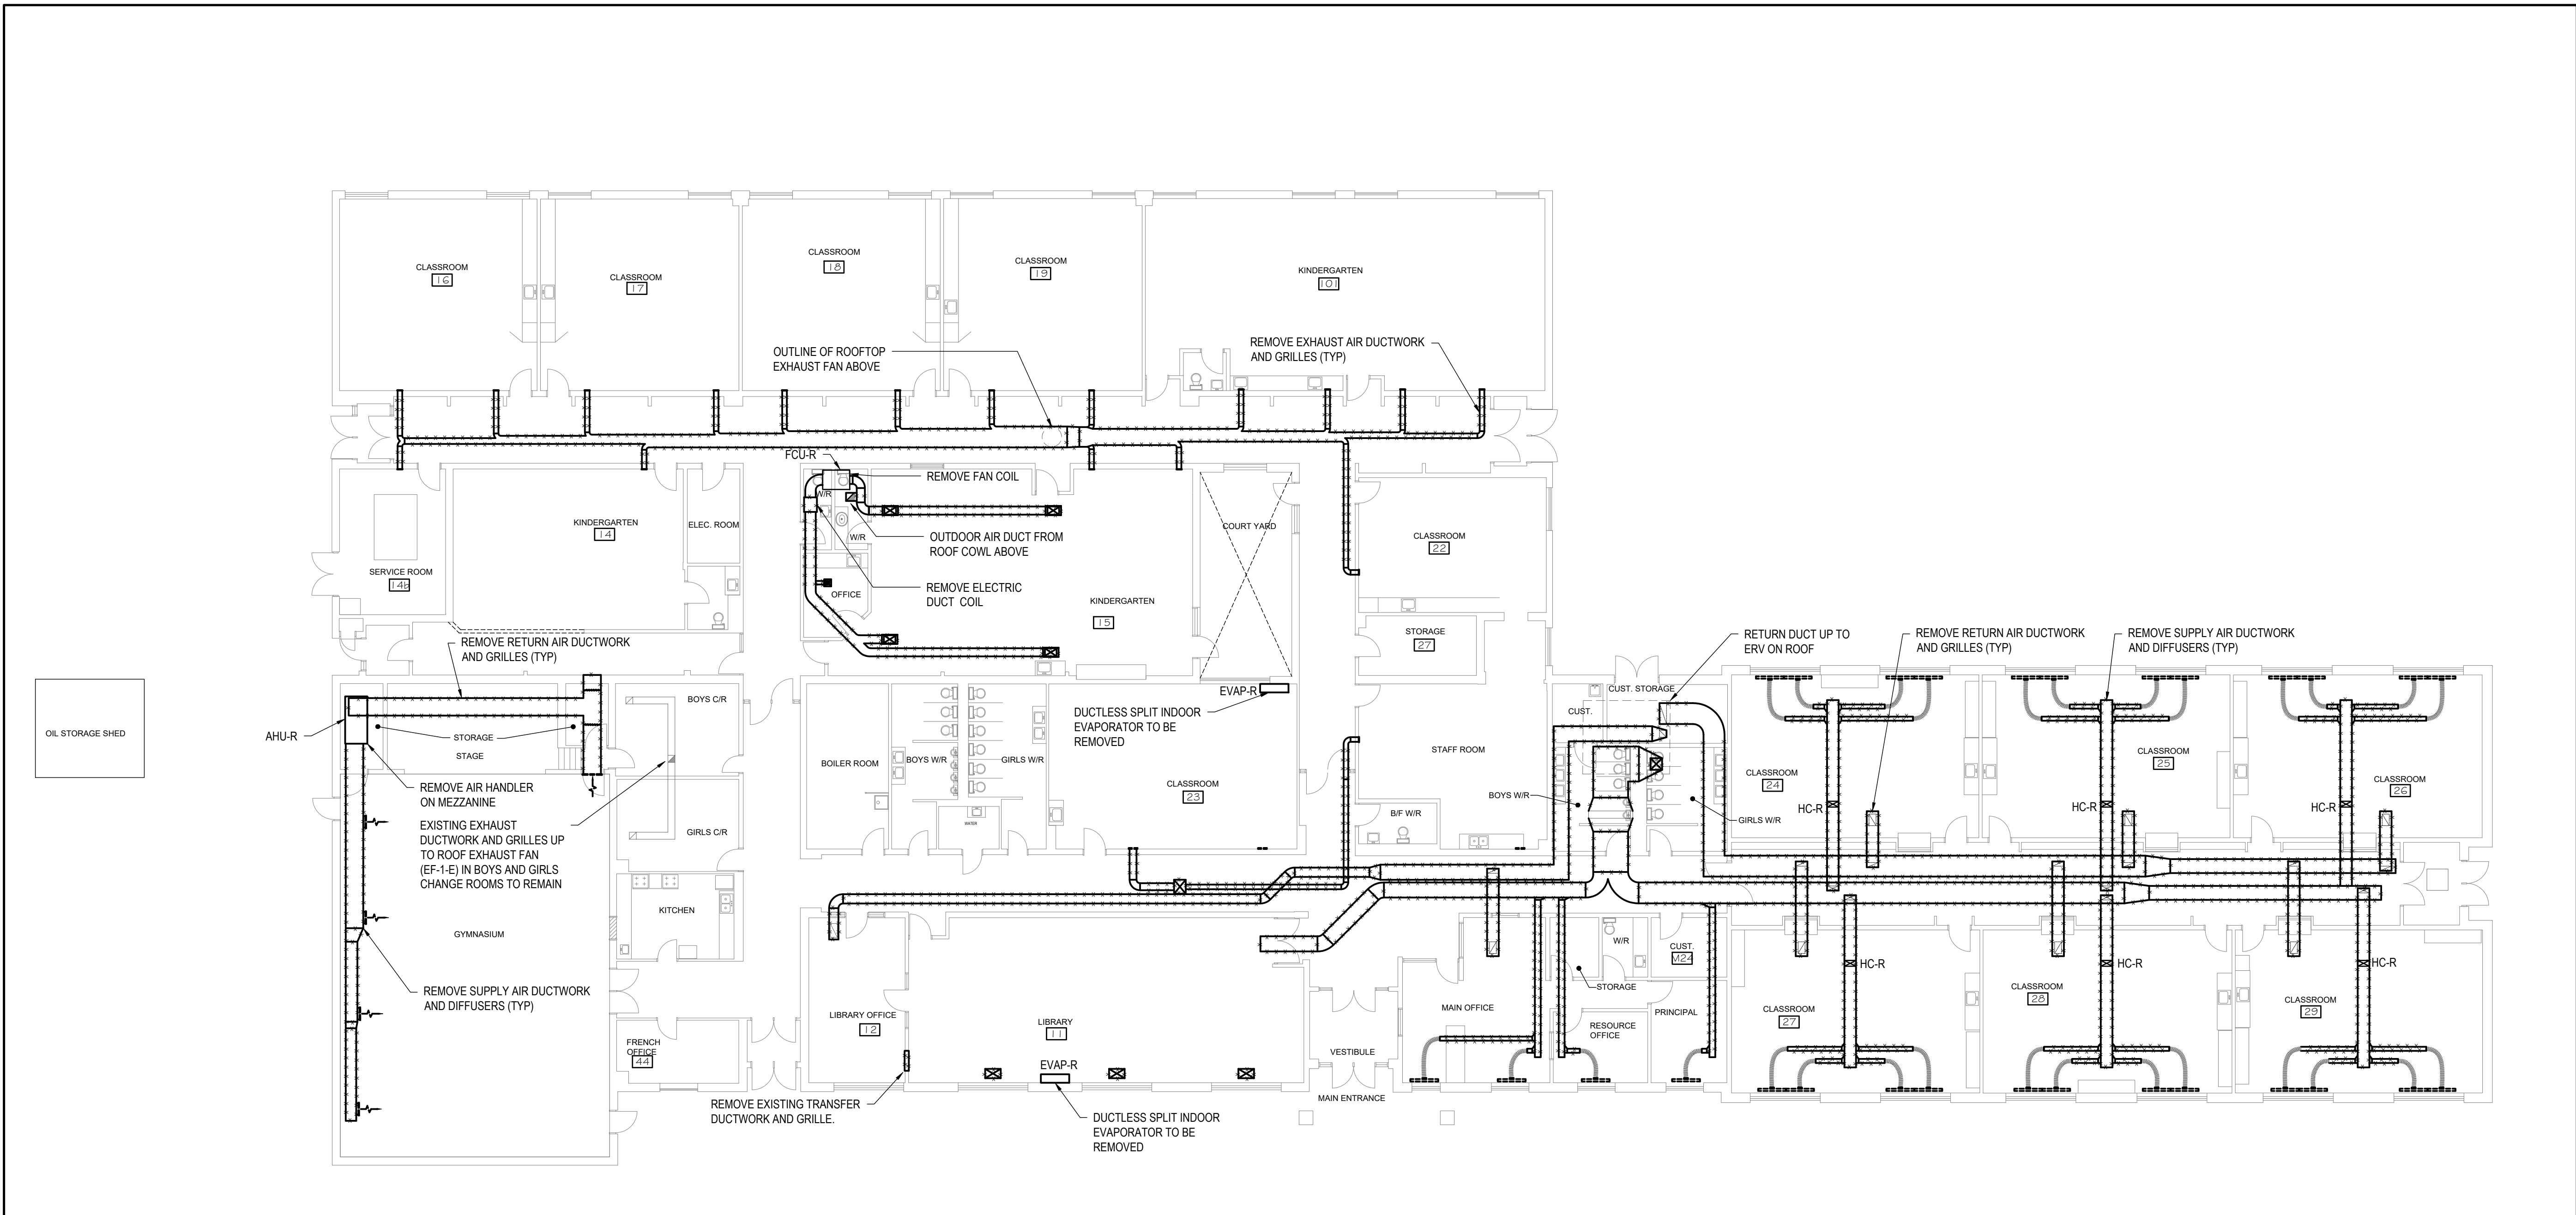 CLASSROOM
16
CLASSROOM
17
CLASSROOM
18
CLASSROOM
19
KINDERGARTEN
101
OUTLINE OF ROOFTOP
EXHAUST FAN ABOVE
REMOVE EXHAUST AIR DUCTWORK
AND GRILLES (TYP)
FCU-R
REMOVE FAN COIL
W/R
W/R
OUTDOOR AIR DUCT FROM
ROOF COWL ABOVE
REMOVE ELECTRIC
DUCT COIL
OFFICE
KINDERGARTEN
14
ELEC. ROOM
SERVICE ROOM
14b
KINDERGARTEN
15
COURT YARD
CLASSROOM
22
STORAGE
27
REMOVE RETURN AIR DUCTWORK
AND GRILLES (TYP)
RETURN DUCT UP TO
ERV ON ROOF
REMOVE RETURN AIR DUCTWORK
AND GRILLES (TYP)
REMOVE SUPPLY AIR DUCTWORK
AND DIFFUSERS (TYP)
OIL STORAGE SHED
AHU-R
STORAGE
STAGE
BOYS C/R
REMOVE AIR HANDLER
ON MEZZANINE
EXISTING EXHAUST
DUCTWORK AND GRILLES UP
TO ROOF EXHAUST FAN
(EF-1-E) IN BOYS AND GIRLS
CHANGE ROOMS TO REMAIN
GIRLS C/R
KITCHEN
GYMNASIUM
REMOVE SUPPLY AIR DUCTWORK
AND DIFFUSERS (TYP)
FRENCH
OFFICE
44
BOILER ROOM
BOYS W/R
GIRLS W/R
WATER
EVAP-R
DUCTLESS SPLIT INDOOR
EVAPORATOR TO BE
REMOVED
CLASSROOM
23
STAFF ROOM
B/F W/R
CUST. STORAGE
CUST.
BOYS W/R
GIRLS W/R
CLASSROOM
24
HC-R
CLASSROOM
25
HC-R
CLASSROOM
26
HC-R
LIBRARY OFFICE
12
LIBRARY
11
EVAP-R
REMOVE EXISTING TRANSFER
DUCTWORK AND GRILLE.
DUCTLESS SPLIT INDOOR
EVAPORATOR TO BE
REMOVED
VESTIBULE
MAIN ENTRANCE
MAIN OFFICE
W/R
STORAGE
RESOURCE
OFFICE
CUST.
M24
PRINCIPAL
HC-R
CLASSROOM
27
HC-R
CLASSROOM
28
HC-R
CLASSROOM
29